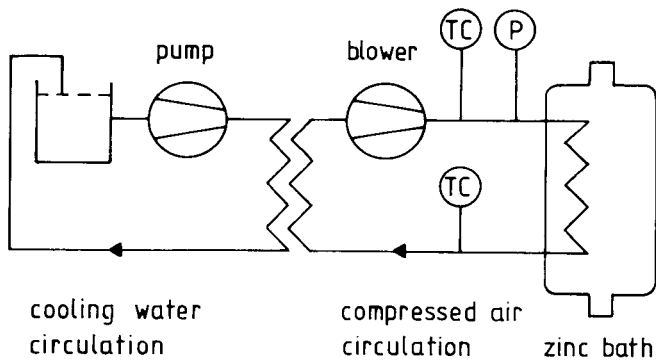 TC P
pump blower
TC
cooling water
circulation
compressed air
circulation
zinc bath